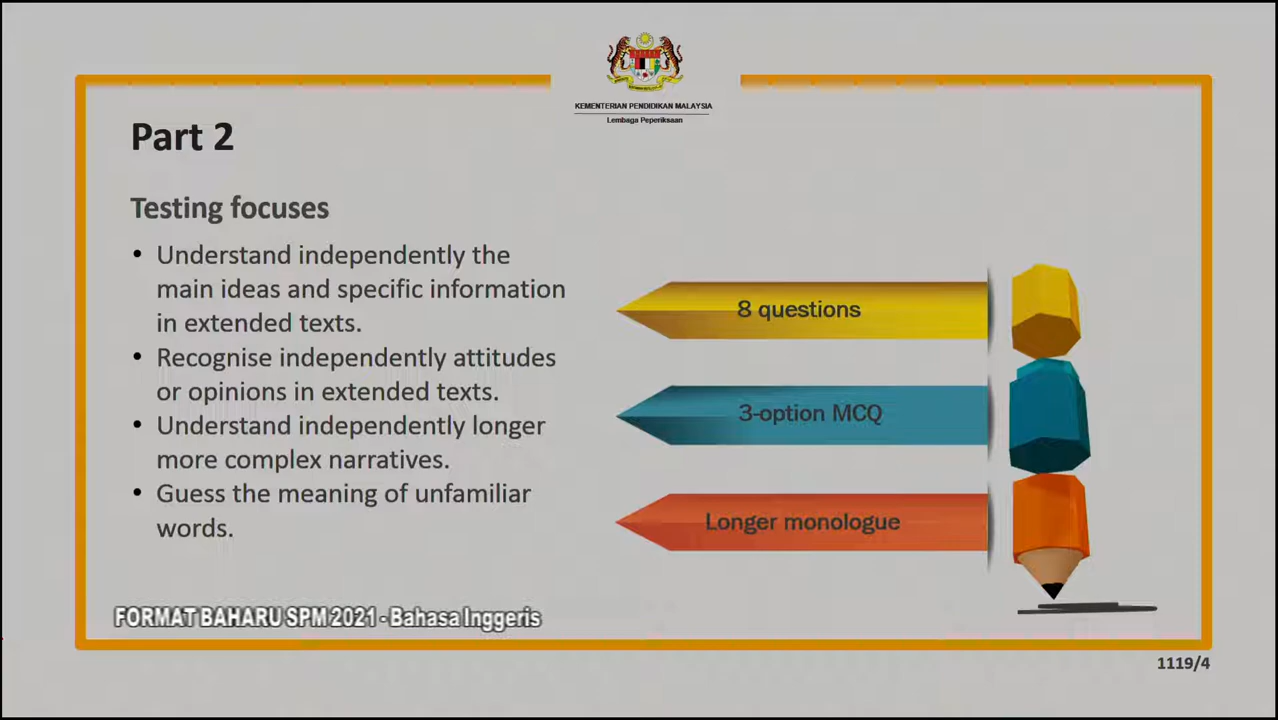 KEMENTERIAN PENDIDIKAN MALAYSIA
Lembaga Peperiksaan
Part 2
Testing focuses
• Understand independently the
main ideas and specific information
in extended texts.
• Recognise independently attitudes
or opinions in extended texts.
• Understand independently longer
more complex narratives.
• Guess the meaning of unfamiliar
words.
8 questions
3-option MCQ
Longer monologue
FORMAT BAHARU SPM 2021 - Bahasa Inggeris
1119/4